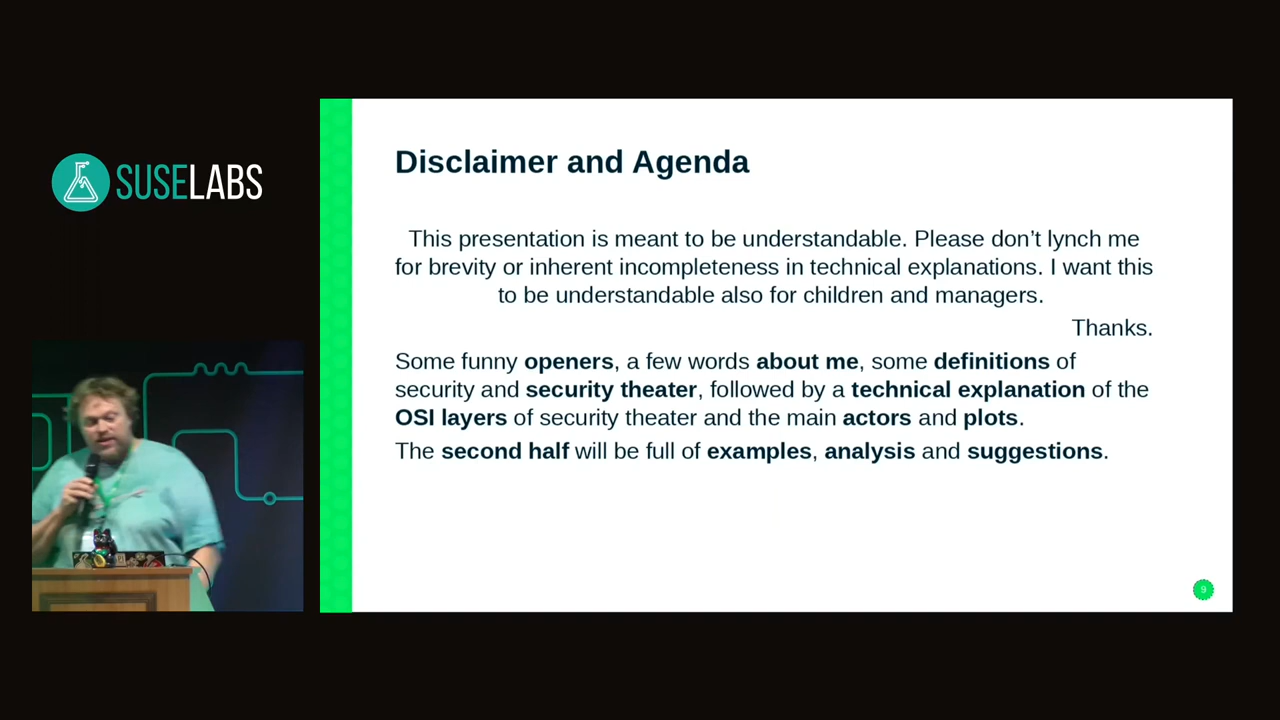 SUSELABS
Disclaimer and Agenda
This presentation is meant to be understandable. Please don’t lynch me
for brevity or inherent incompleteness in technical explanations. I want this
to be understandable also for children and managers.
Thanks.
Some funny openers, a few words about me, some definitions of
security and security theater, followed by a technical explanation of the
OSI layers of security theater and the main actors and plots.
The second half will be full of examples, analysis and suggestions.
9